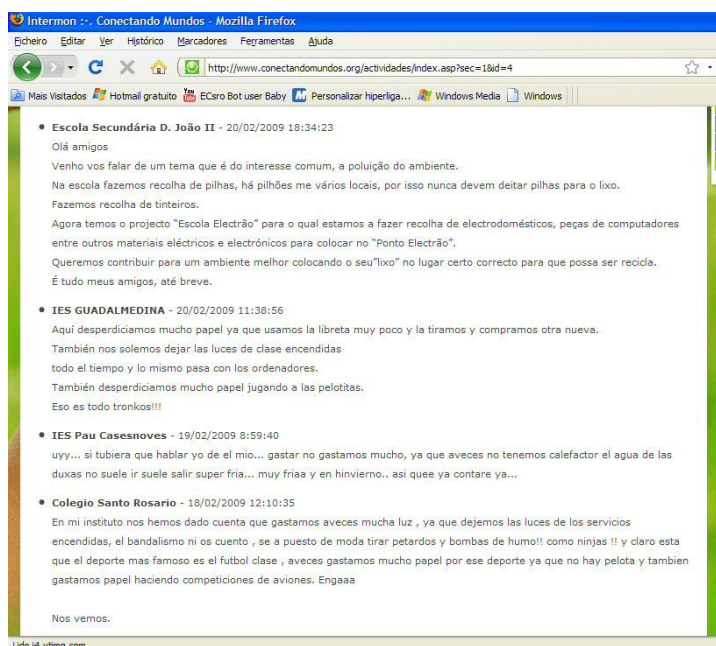 Intermon ::-. Conectando Mundos - Mozilla Firefox
Ficheiro Editar Ver Histórico Marcadores Ferramentas Ajuda
http://www.conectandomundos.org/actividades/index.asp?sec=1&id=4
Mais Visitados Hotmail gratuito ECsro Bot user Baby Personalizar hiperliga... Windows Media Windows
Escola Secundária D. João II - 20/02/2009 18:34:23
Olá amigos
Venho vos falar de um tema que é do interesse comum, a poluição do ambiente.
Na escola fazemos recolha de pilhas, há pilhões me vários locais, por isso nunca devem deitar pilhas para o lixo.
Fazemos recolha de tinteiros.
Agora temos o projecto "Escola Electrão" para o qual estamos a fazer recolha de electrodomésticos, peças de computadores
entre outros materiais eléctricos e electrónicos para colocar no "Ponto Electrão".
Queremos contribuir para um ambiente melhor colocando o seu"lixo" no lugar certo correcto para que possa ser recicla.
É tudo meus amigos, até breve.
IES GUADALMEDINA - 20/02/2009 11:38:56
Aquí desperdiciamos mucho papel ya que usamos la libreta muy poco y la tiramos y compramos otra nueva.
También nos solemos dejar las luces de clase encendidas
todo el tiempo y lo mismo pasa con los ordenadores.
También desperdiciamos mucho papel jugando a las pelotitas.
Eso es todo tronkos!!!
IES Pau Casesnoves - 19/02/2009 8:59:40
uyy... si tubiera que hablar yo de el mio... gastar no gastamos mucho, ya que aveces no tenemos calefactor el agua de las
duxas no suele ir suele salir super fria... muy friaa y en hinvierno.. asi quee ya contare ya...
Colegio Santo Rosario - 18/02/2009 12:10:35
En mi instituto nos hemos dado cuenta que gastamos aveces mucha luz , ya que dejemos las luces de los servicios
encendidas, el bandalismo ni os cuento , se a puesto de moda tirar petardos y bombas de humo!! como ninjas !! y claro esta
que el deporte mas famoso es el futbol clase , aveces gastamos mucho papel por ese deporte ya que no hay pelota y tambien
gastamos papel haciendo competiciones de aviones. Engaaa
Nos vemos.